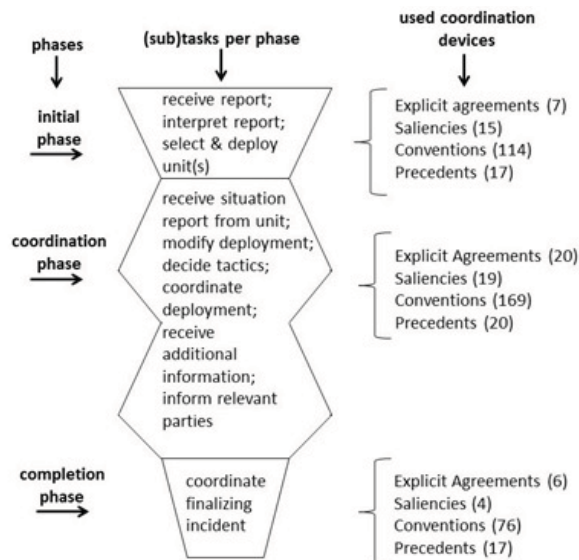 phases
(sub)tasks per phase
used coordination
devices
initial
phase
receive report;
interpret report;
select & deploy
unit(s)
Explicit agreements (7)
Saliencies (15)
Conventions (114)
Precedents (17)
coordination
phase
receive situation
report from unit;
modify deployment;
decide tactics;
coordinate
deployment;
receive
additional
information;
inform relevant
parties
Explicit Agreements (20)
Saliencies (19)
Conventions (169)
Precedents (20)
completion
phase
coordinate
finalizing
incident
Explicit Agreements (6)
Saliencies (4)
Conventions (76)
Precedents (17)